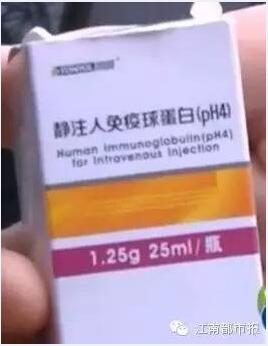 静注人免疫球蛋白(pH4)
Human Immunoglobulin(pH4)
for Intravenous Injection
1.25g 25ml/瓶
江南都市报